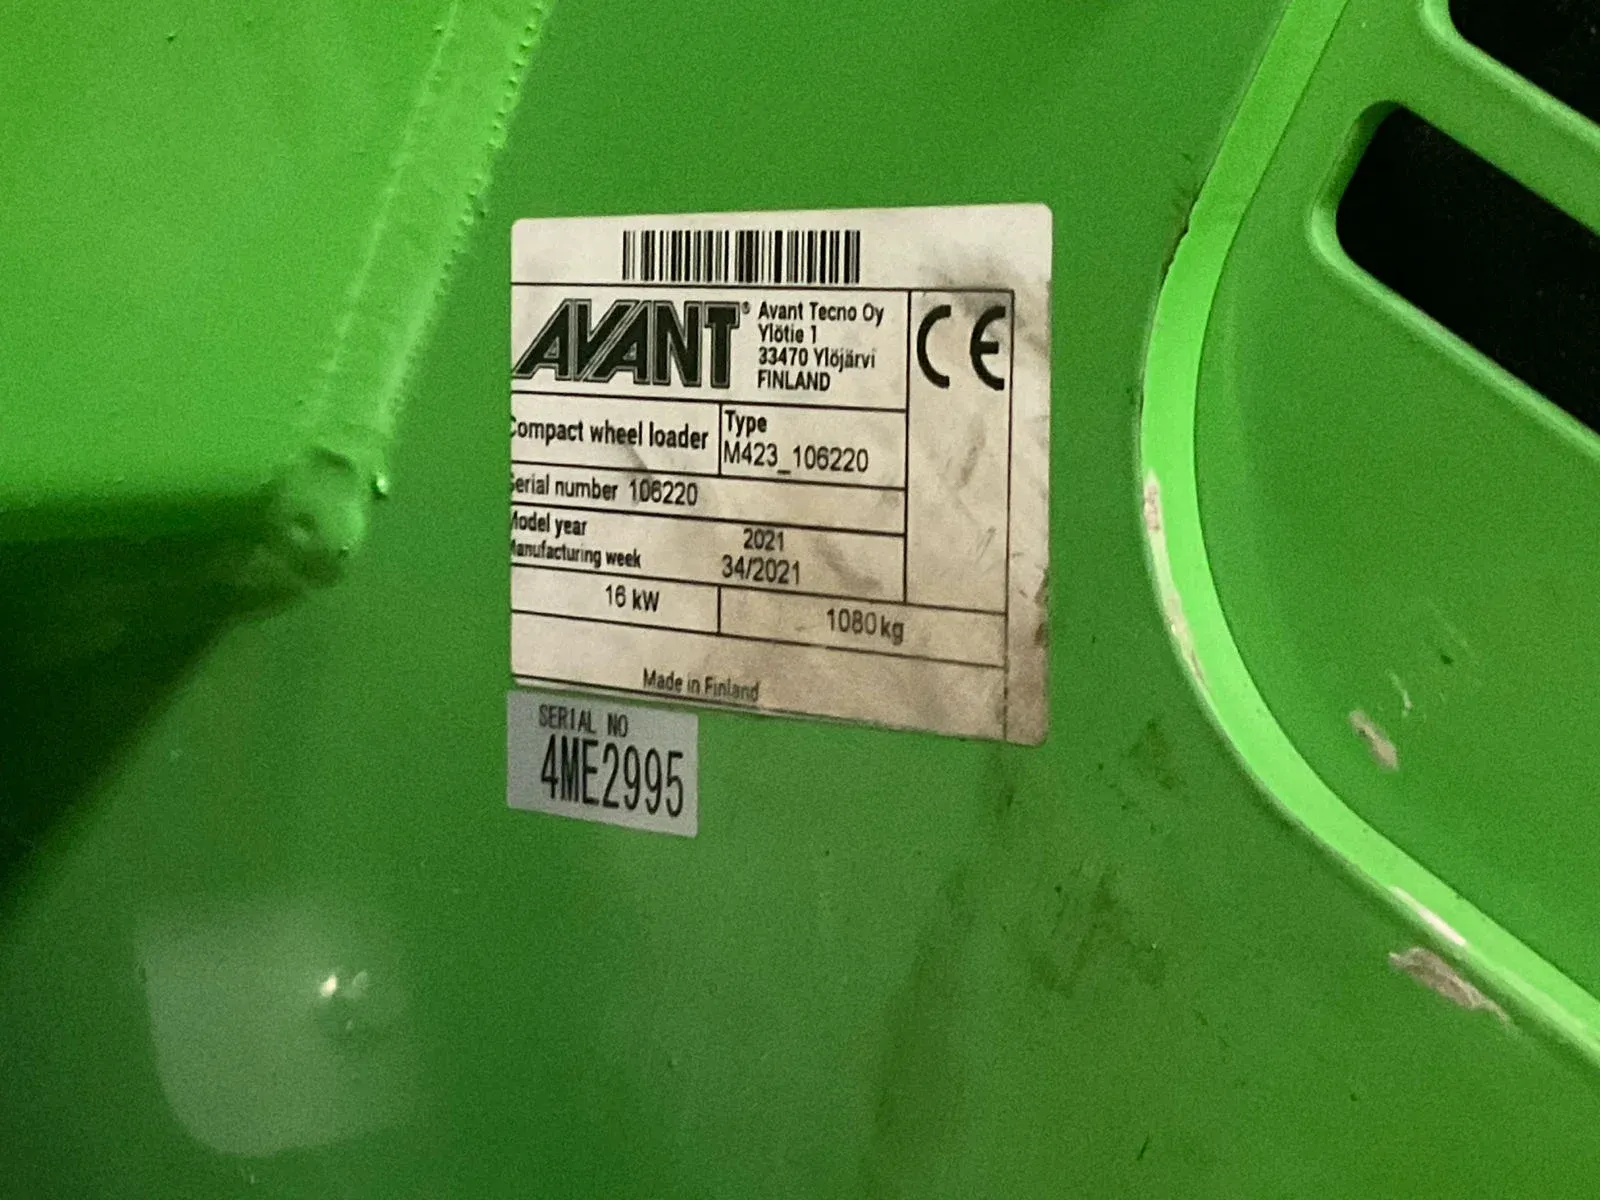 AVANT®
Avant Tecno Oy
Ylötie 1
33470 Ylöjärvi
FINLAND
CE
Compact wheel loader
Type
M423_106220
Serial number 106220
Model year 2021
Manufacturing week 34/2021
16 kW 1080 kg
Made in Finland
SERIAL NO
4ME2995